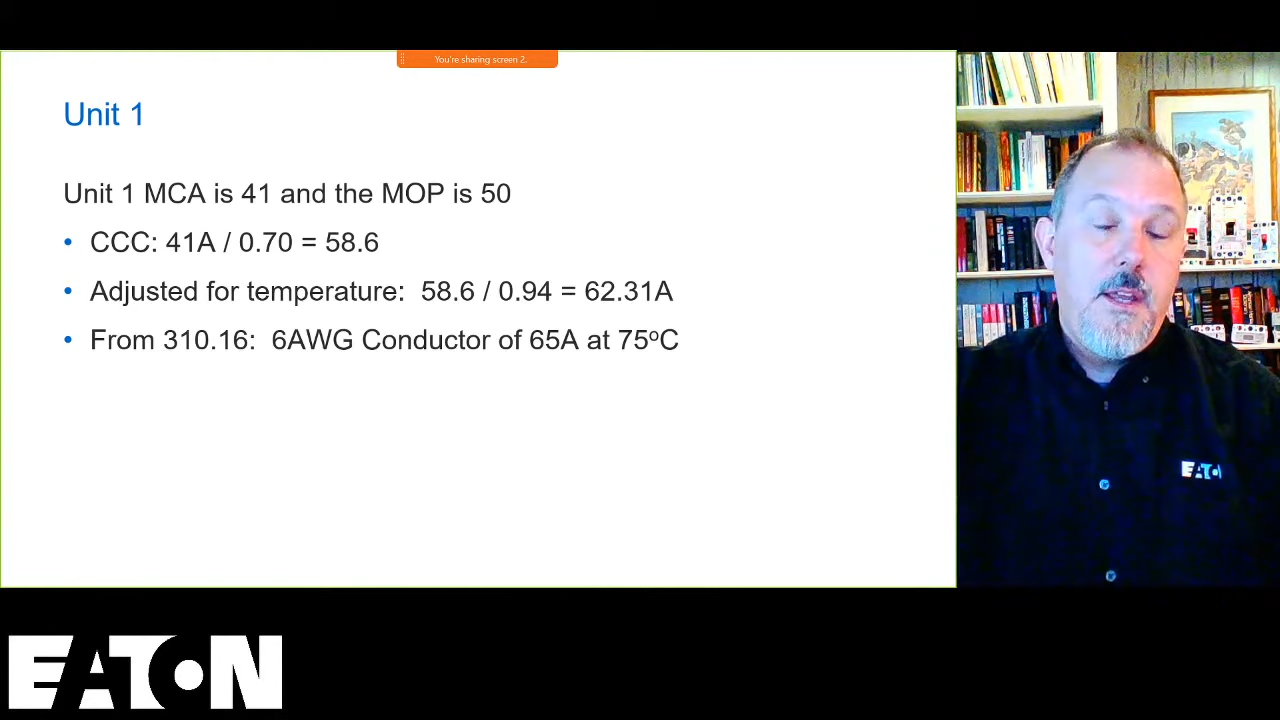 You're sharing screen 2.
Unit 1
Unit 1 MCA is 41 and the MOP is 50
• CCC: 41A / 0.70 = 58.6
• Adjusted for temperature: 58.6 / 0.94 = 62.31A
• From 310.16: 6AWG Conductor of 65A at 75ºC
EATON
EATON